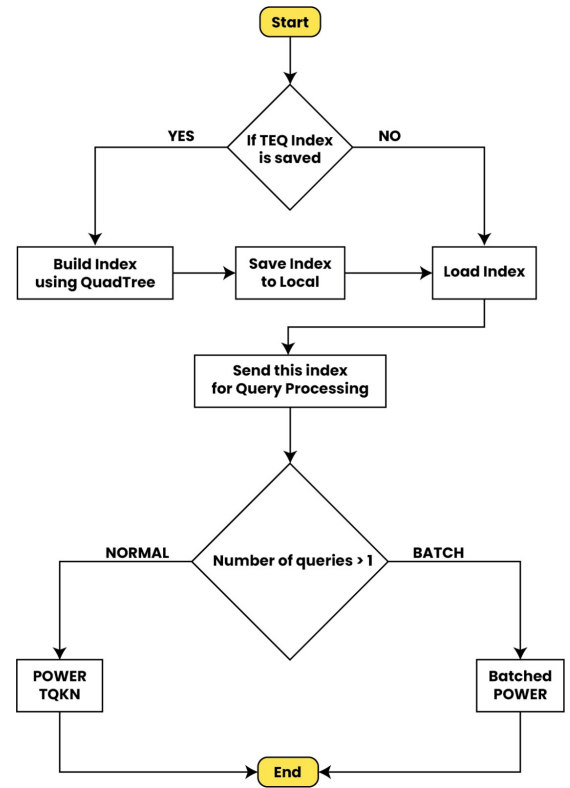 Start
If TEQ Index
is saved
YES
NO
Build Index
using QuadTree
Save Index
to Local
Load Index
Send this index
for Query Processing
Number of queries > 1
NORMAL
BATCH
POWER
TQKN
Batched
POWER
End